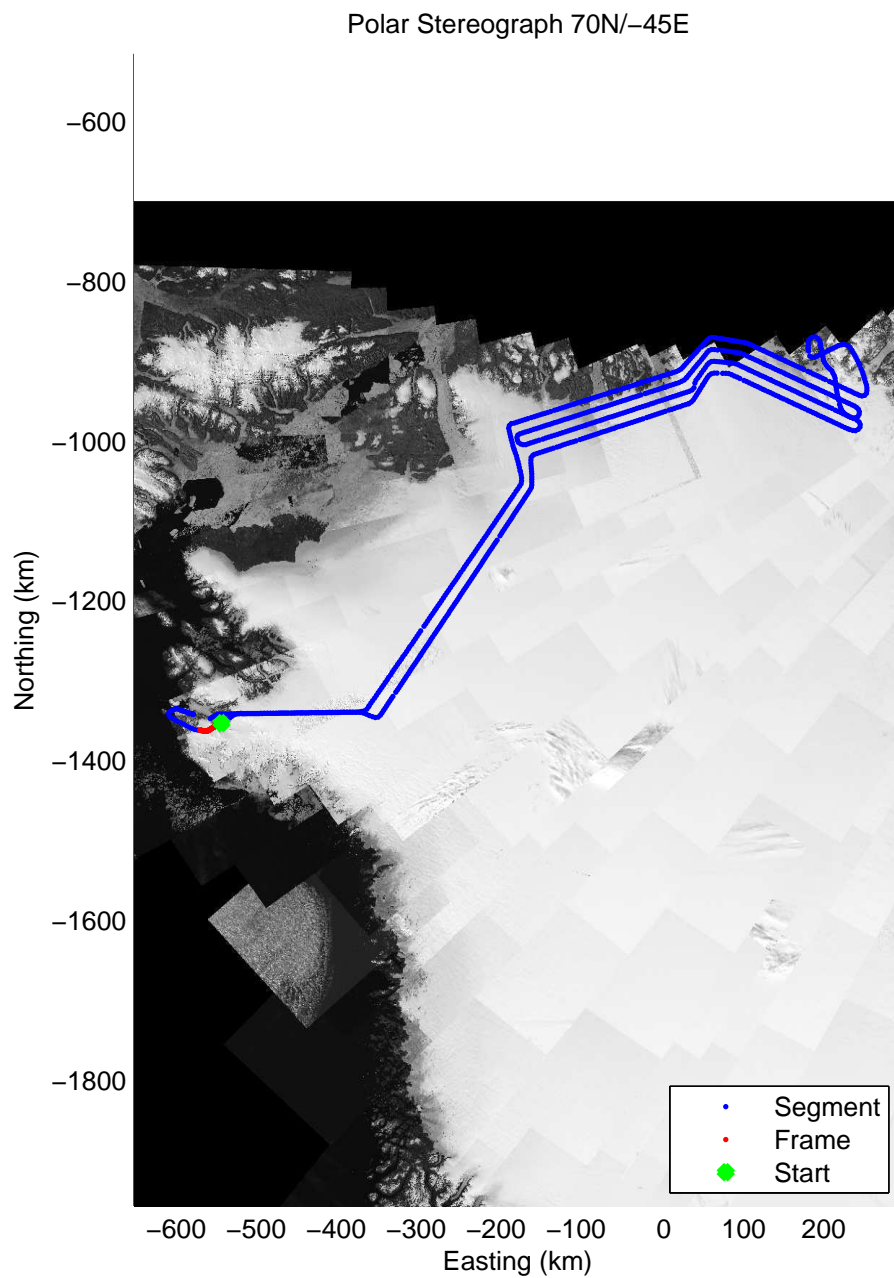 Polar Stereograph 70N/−45E
−600
−800
−1000
−1200
−1400
−1600
−1800
Northing (km)
Segment
Frame
Start
−600 −500 −400 −300 −200 −100 0 100 200
Easting (km)